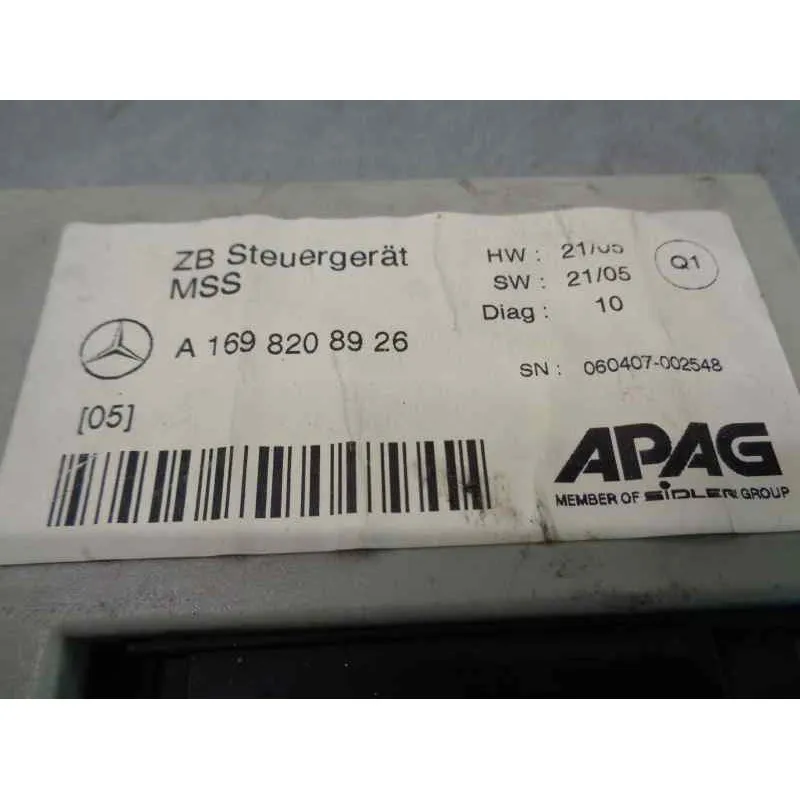 ZB Steuergerät
MSS
A 169 820 89 26
[05]
HW : 21/05
SW : 21/05
Diag : 10
Q1
SN : 060407-002548
APAG
MEMBER OF SIDLER GROUP